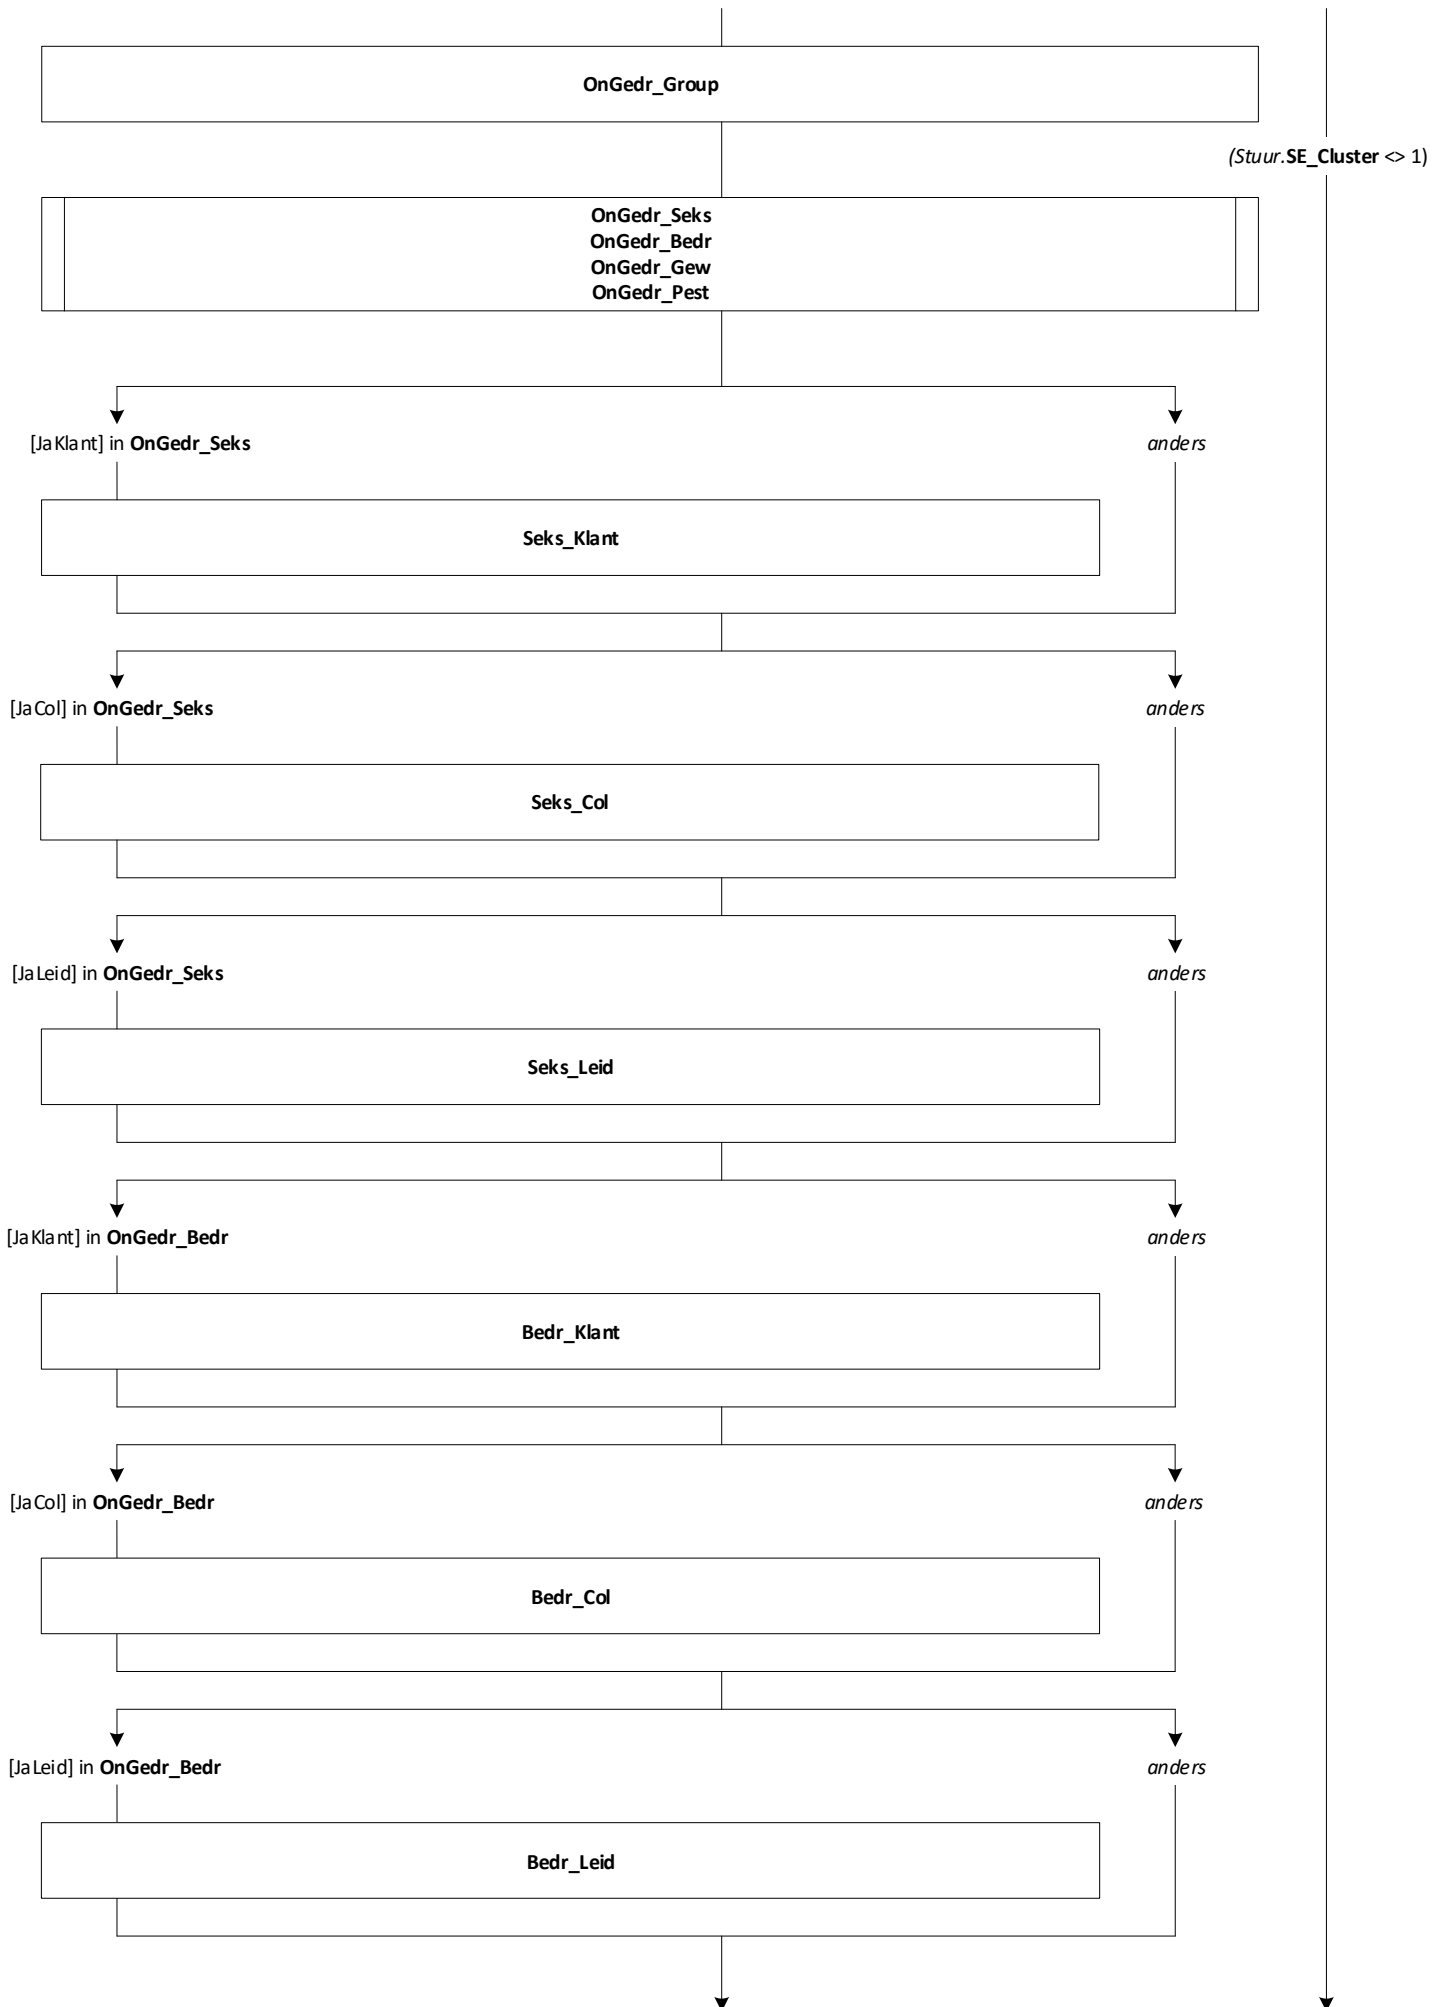 OnGedr_Group
(Stuur.SE_Cluster <> 1)
OnGedr_Seks
OnGedr_Bedr
OnGedr_Gew
OnGedr_Pest
[JaKlant] in OnGedr_Seks
anders
Seks_Klant
[JaCol] in OnGedr_Seks
anders
Seks_Col
[JaLeid] in OnGedr_Seks
anders
Seks_Leid
[JaKlant] in OnGedr_Bedr
anders
Bedr_Klant
[JaCol] in OnGedr_Bedr
anders
Bedr_Col
[JaLeid] in OnGedr_Bedr
anders
Bedr_Leid